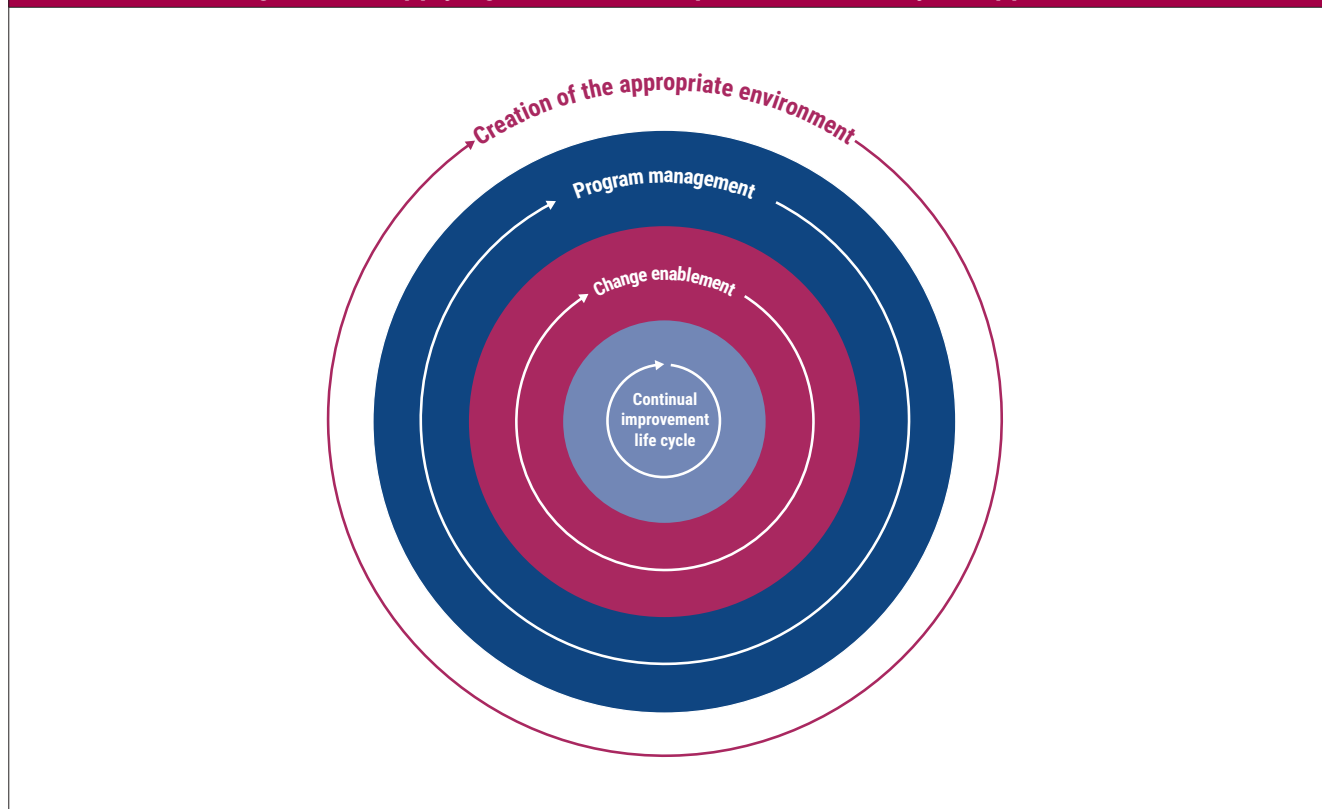 Creation of the appropriate environment
Program management
Change enablement
Continual
improvement
life cycle